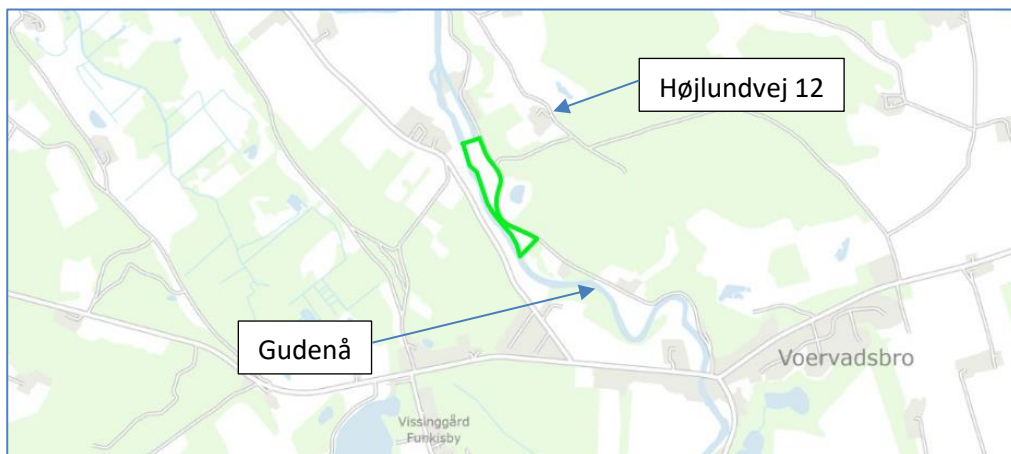 Højlundvej 12
Gudenå
Voervadsbro
Vissinggård
Funkisby